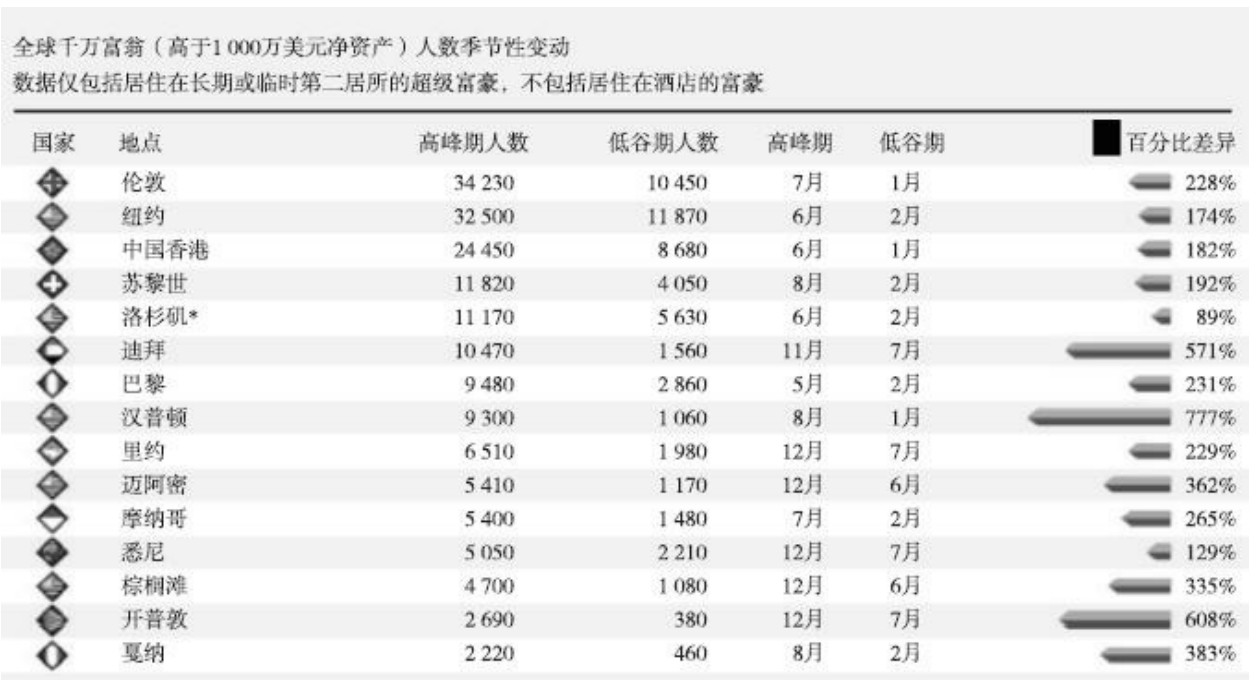 全球千万富翁（高于1 000万美元净资产）人数季节性变动
数据仅包括居住在长期或临时第二居所的超级富豪，不包括居住在酒店的富豪
国家 地点 高峰期人数 低谷期人数 高峰期 低谷期 百分比差异
伦敦 34 230 10 450 7月 1月 228%
纽约 32 500 11 870 6月 2月 174%
中国香港 24 450 8 680 6月 1月 182%
苏黎世 11 820 4 050 8月 2月 192%
洛杉矶* 11 170 5 630 6月 2月 89%
迪拜 10 470 1 560 11月 7月 571%
巴黎 9 480 2 860 5月 2月 231%
汉普顿 9 300 1 060 8月 1月 777%
里约 6 510 1 980 12月 7月 229%
迈阿密 5 410 1 170 12月 6月 362%
摩纳哥 5 400 1 480 7月 2月 265%
悉尼 5 050 2 210 12月 7月 129%
棕榈滩 4 700 1 080 12月 6月 335%
开普敦 2 690 380 12月 7月 608%
戛纳 2 220 460 8月 2月 383%